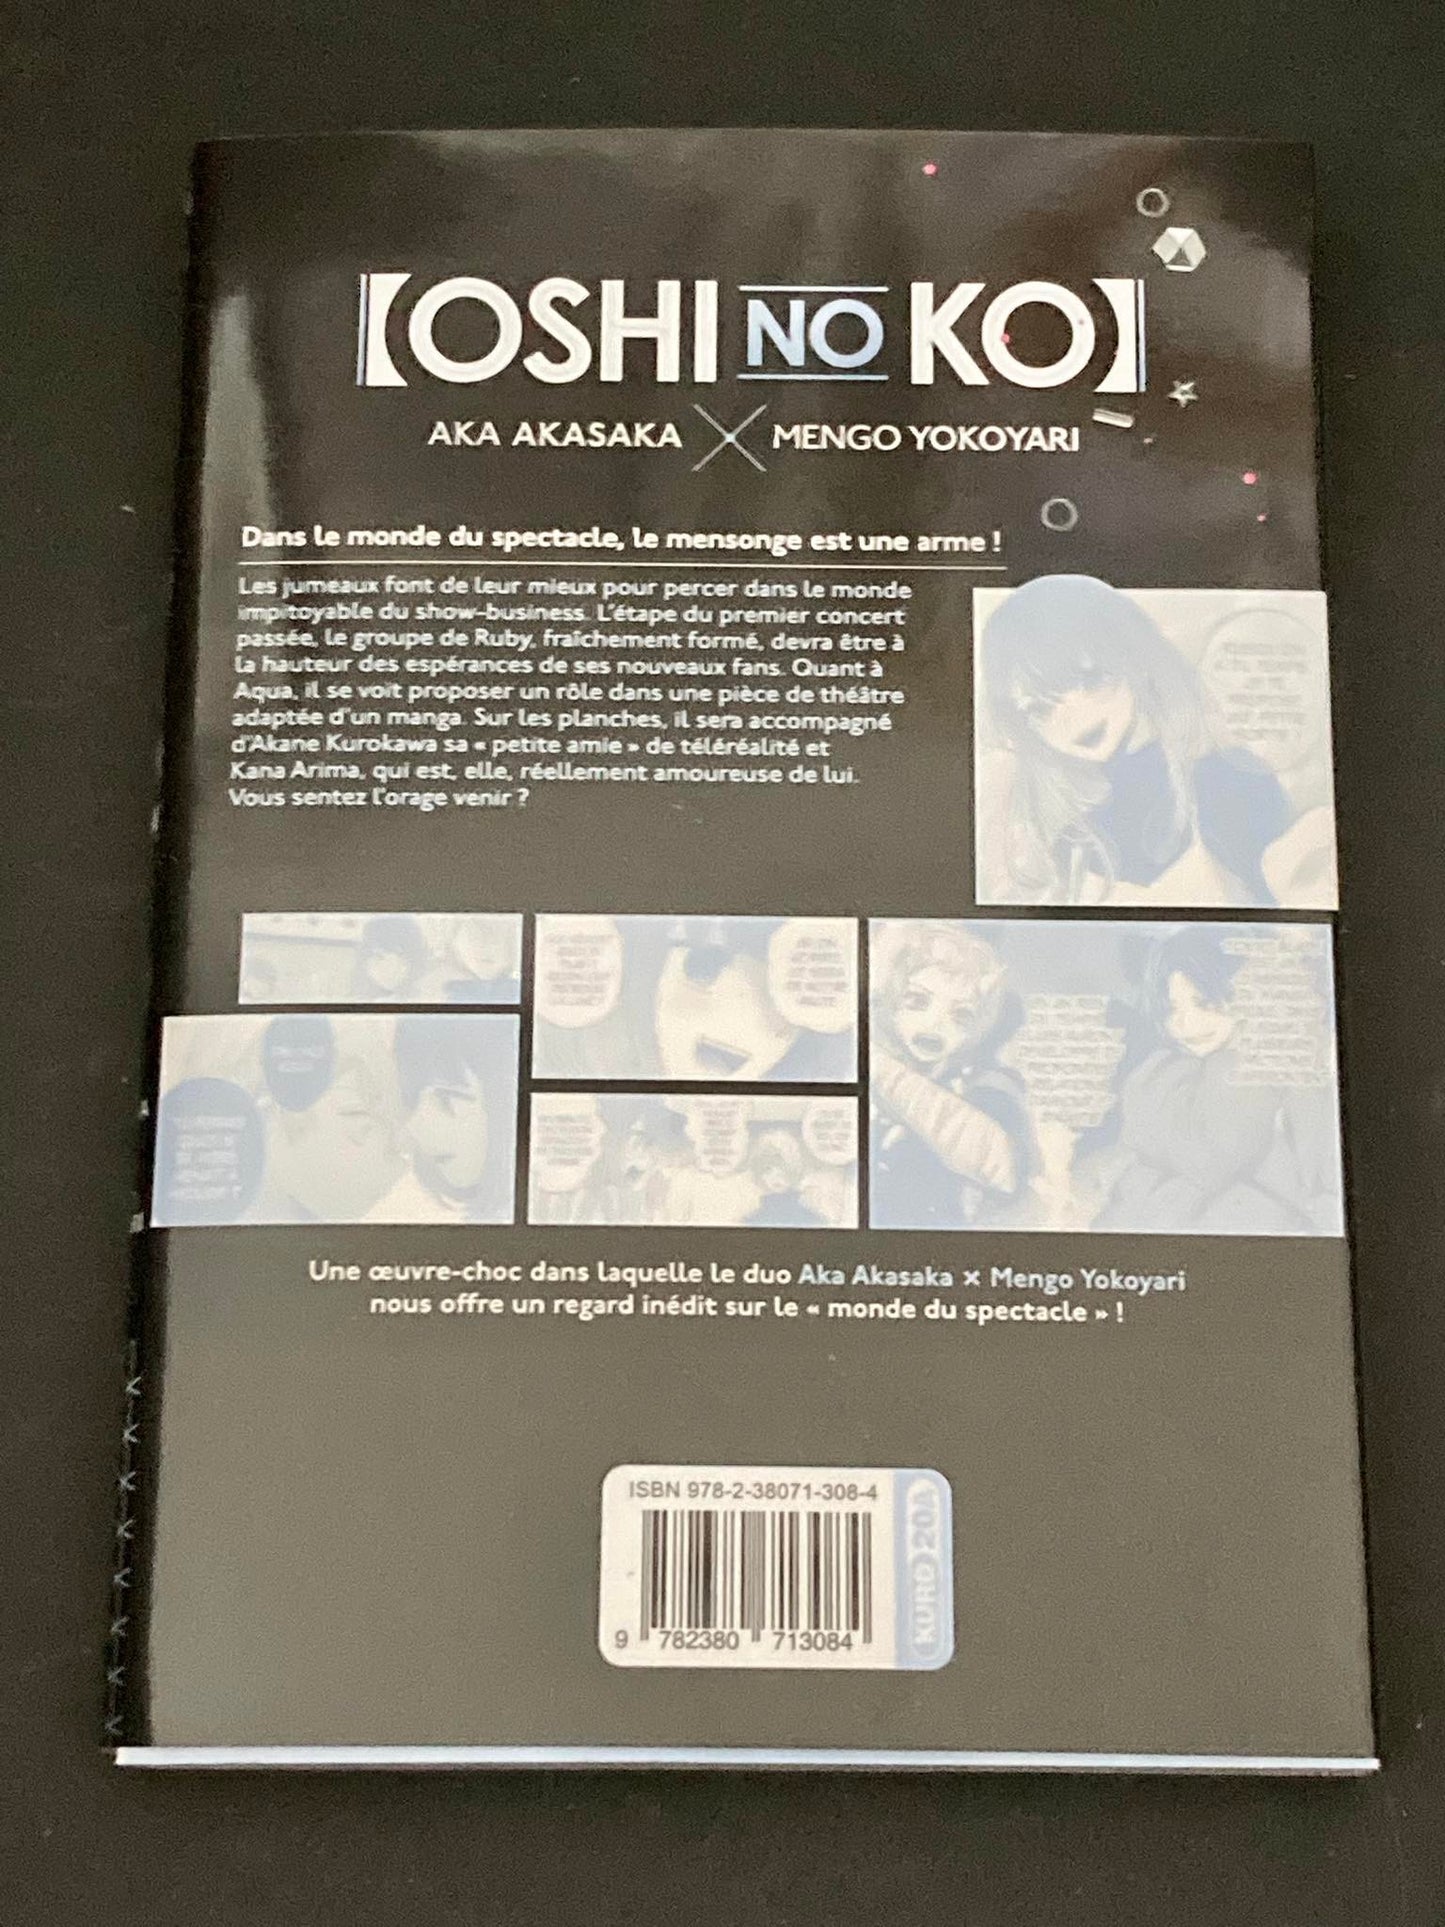 【OSHI NO KO】
AKA AKASAKA × MENGO YOKOYARI
Dans le monde du spectacle, le mensonge est une arme !
Les jumeaux font de leur mieux pour percer dans le monde
impitoyable du show-business. L'étape du premier concert
passée, le groupe de Ruby, fraîchement formé, devra être à
la hauteur des espérances de ses nouveaux fans. Quant à
Aqua, il se voit proposer un rôle dans une pièce de théâtre
adaptée d'un manga. Sur les planches, il sera accompagné
d'Akane Kurokawa sa « petite amie » de téléréalité et
Kana Arima, qui est, elle, réellement amoureuse de lui.
Vous sentez l'orage venir ?
Une œuvre-choc dans laquelle le duo Aka Akasaka × Mengo Yokoyari
nous offre un regard inédit sur le « monde du spectacle » !
ISBN 978-2-38071-308-4
9 782380 713084
KURO 20A